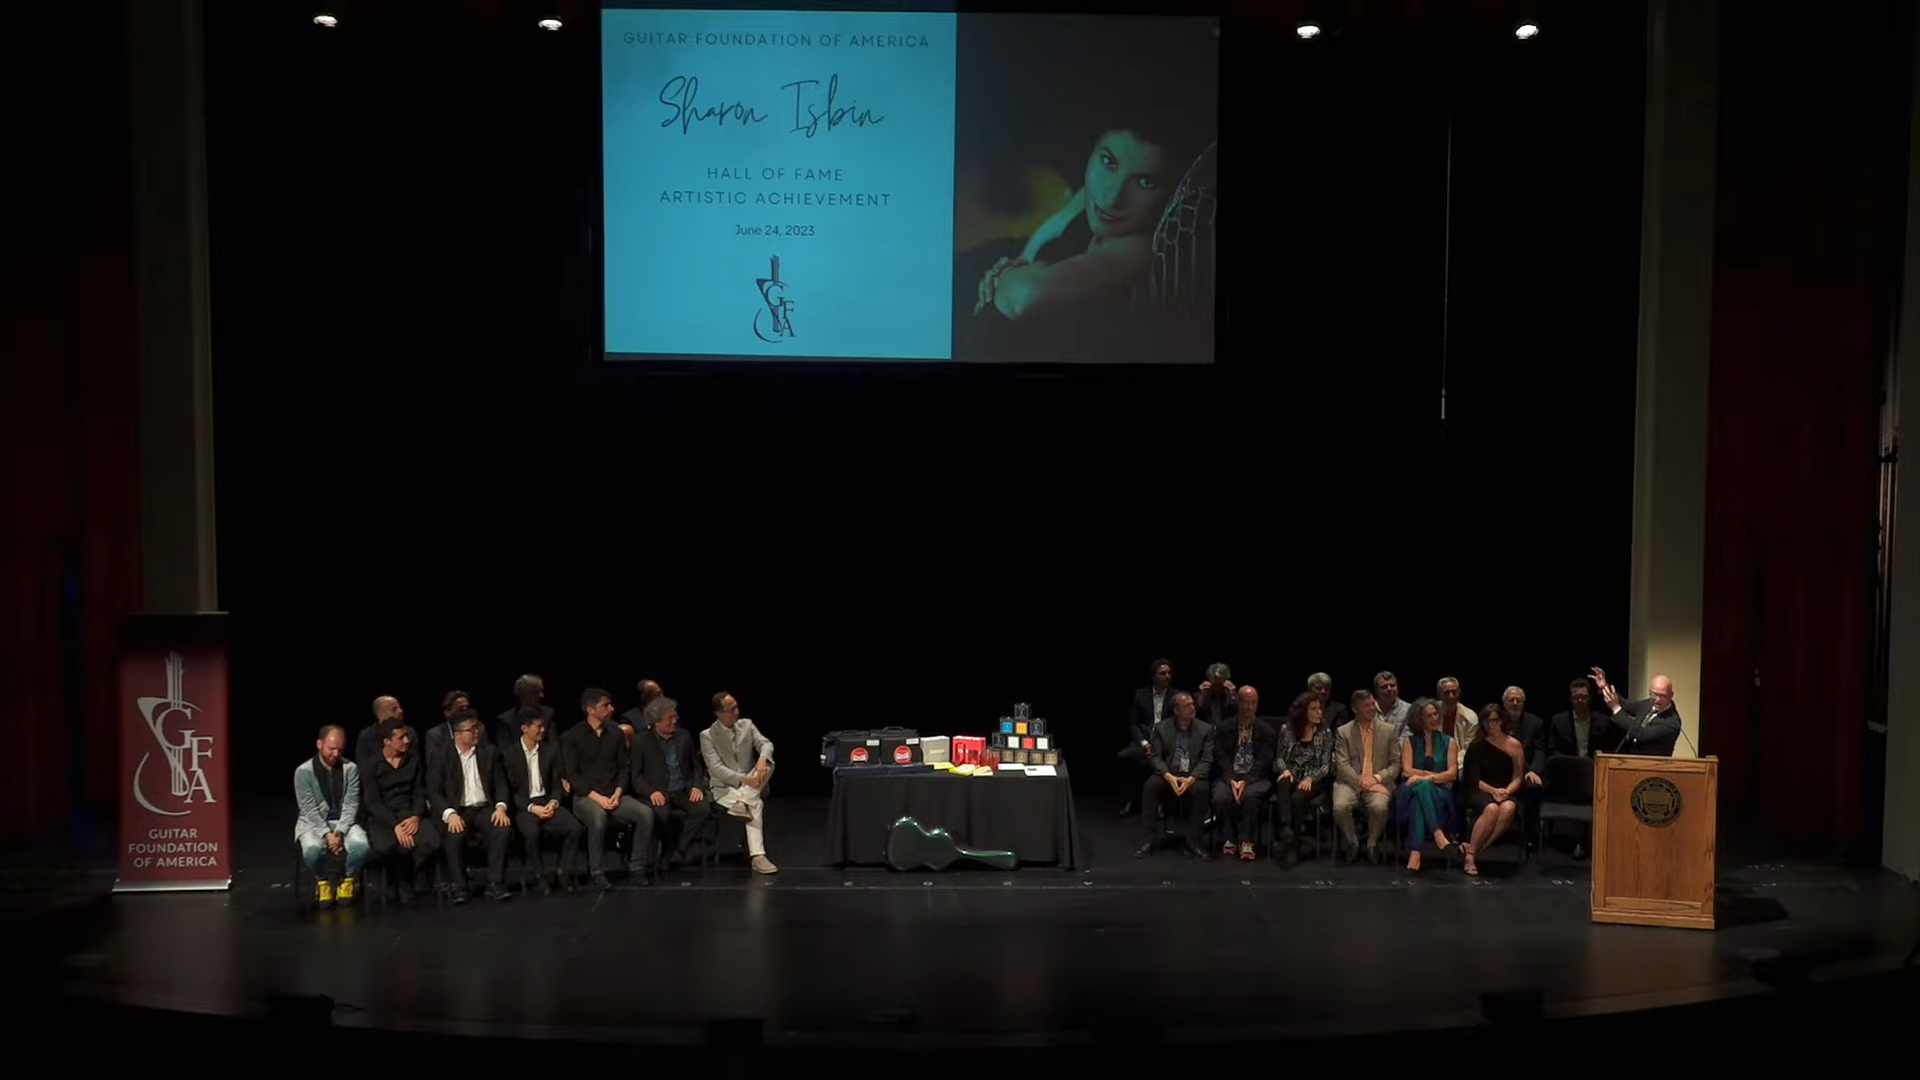 GUITAR FOUNDATION OF AMERICA
Sharon Isbin
HALL OF FAME
ARTISTIC ACHIEVEMENT
June 24, 2023
GFA
GFA
GUITAR
FOUNDATION
OF AMERICA